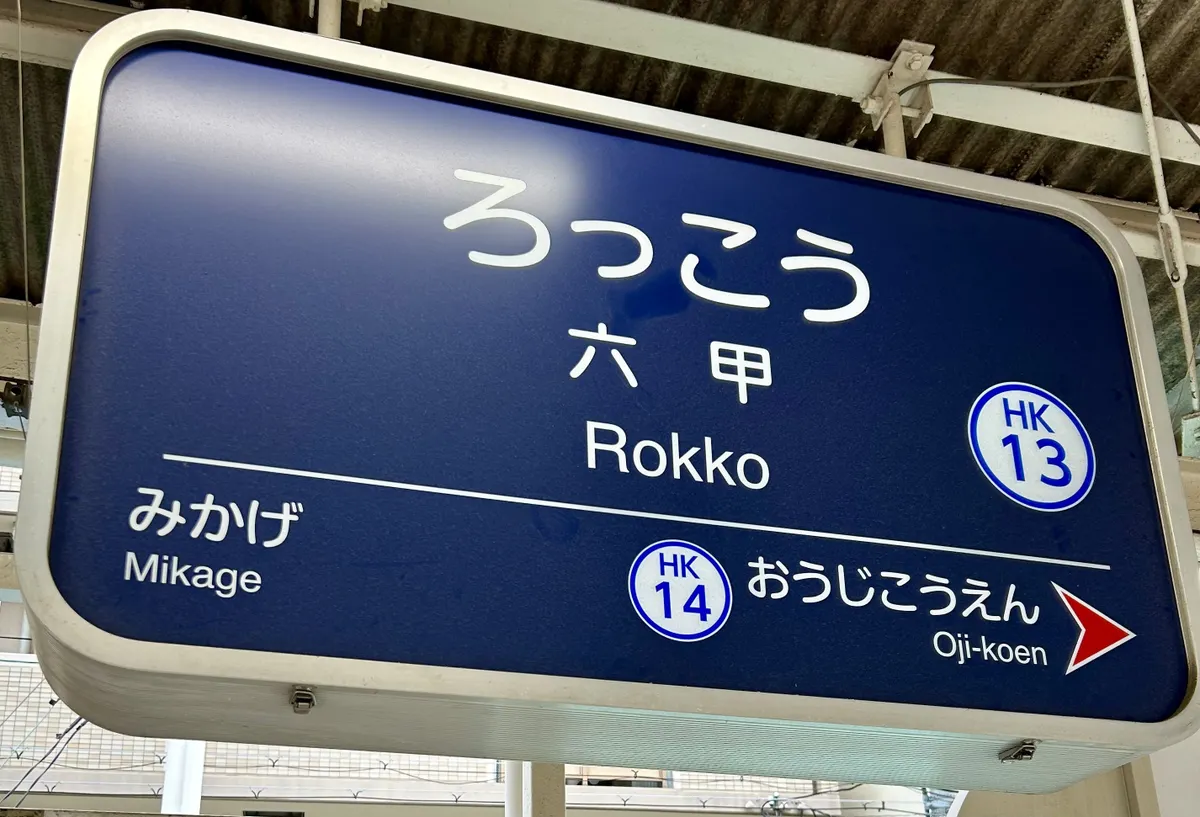 ろっこう
六甲
Rokko
HK
13
みかげ
Mikage
HK
14
おうじこうえん
Oji-koen